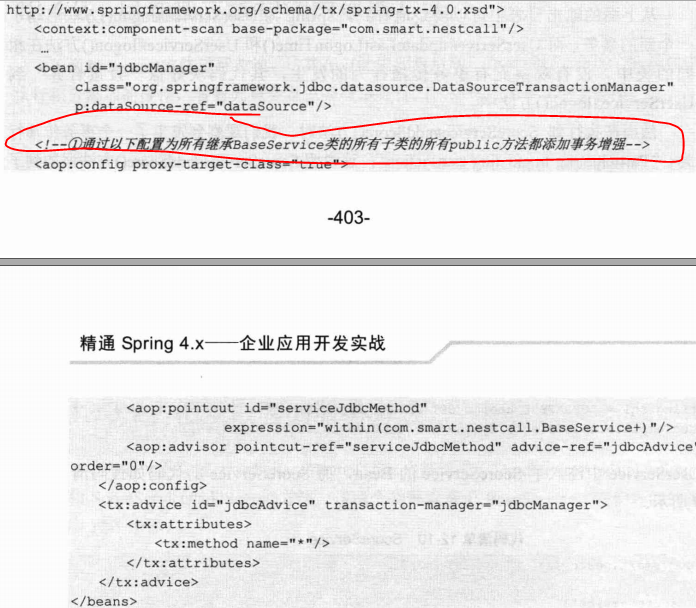 http://www.springframework.org/schema/tx/spring-tx-4.0.xsd">
<context:component-scan base-package="com.smart.nestcall"/>
…
<bean id="jdbcManager"
class="org.springframework.jdbc.datasource.DataSourceTransactionManager"
p:dataSource-ref="dataSource"/>
<!--①通过以下配置为所有继承BaseService类的所有子类的所有public方法都添加事务增强-->
<aop:config proxy-target-class="true">
-403-
精通 Spring 4.x——企业应用开发实战
<aop:pointcut id="serviceJdbcMethod"
expression="within(com.smart.nestcall.BaseService+)"/>
<aop:advisor pointcut-ref="serviceJdbcMethod" advice-ref="jdbcAdvice"
order="0"/>
</aop:config>
<tx:advice id="jdbcAdvice" transaction-manager="jdbcManager">
<tx:attributes>
<tx:method name="*"/>
</tx:attributes>
</tx:advice>
</beans>